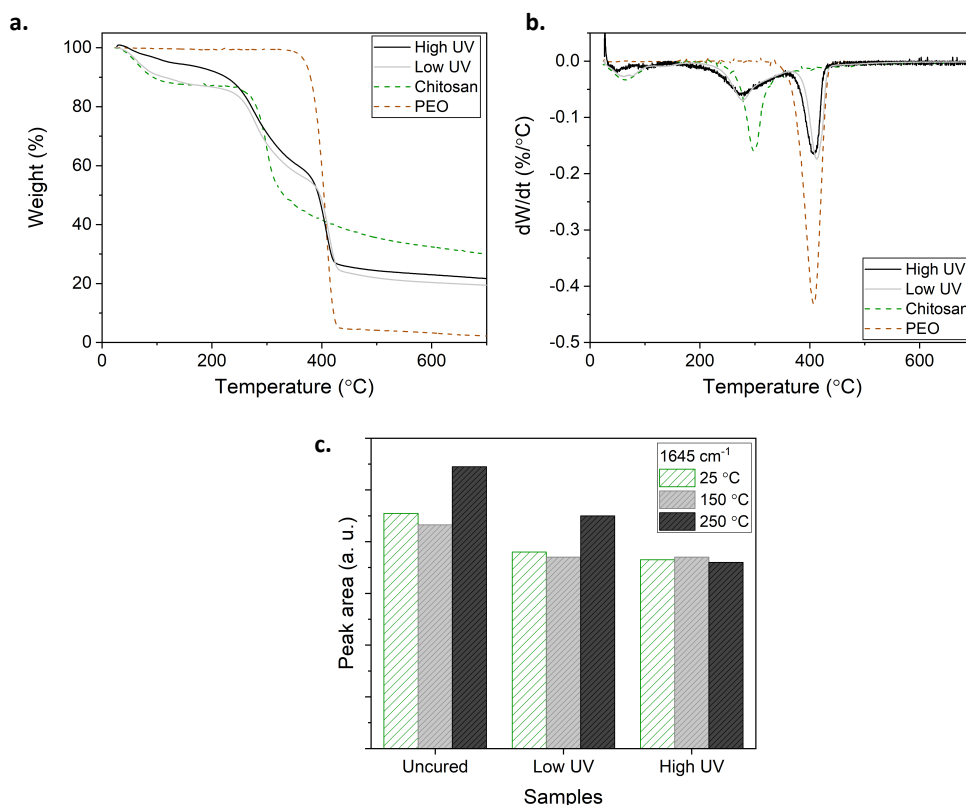 a.
100
80
60
40
20
0
Weight (%)
0 200 400 600
Temperature (°C)
High UV
Low UV
Chitosan
PEO
b.
0.0
-0.1
-0.2
-0.3
-0.4
-0.5
dW/dt (%/°C)
0 200 400 600
Temperature (°C)
High UV
Low UV
Chitosan
PEO
c.
Peak area (a. u.)
1645 cm⁻¹
25 °C
150 °C
250 °C
Uncured Low UV High UV
Samples